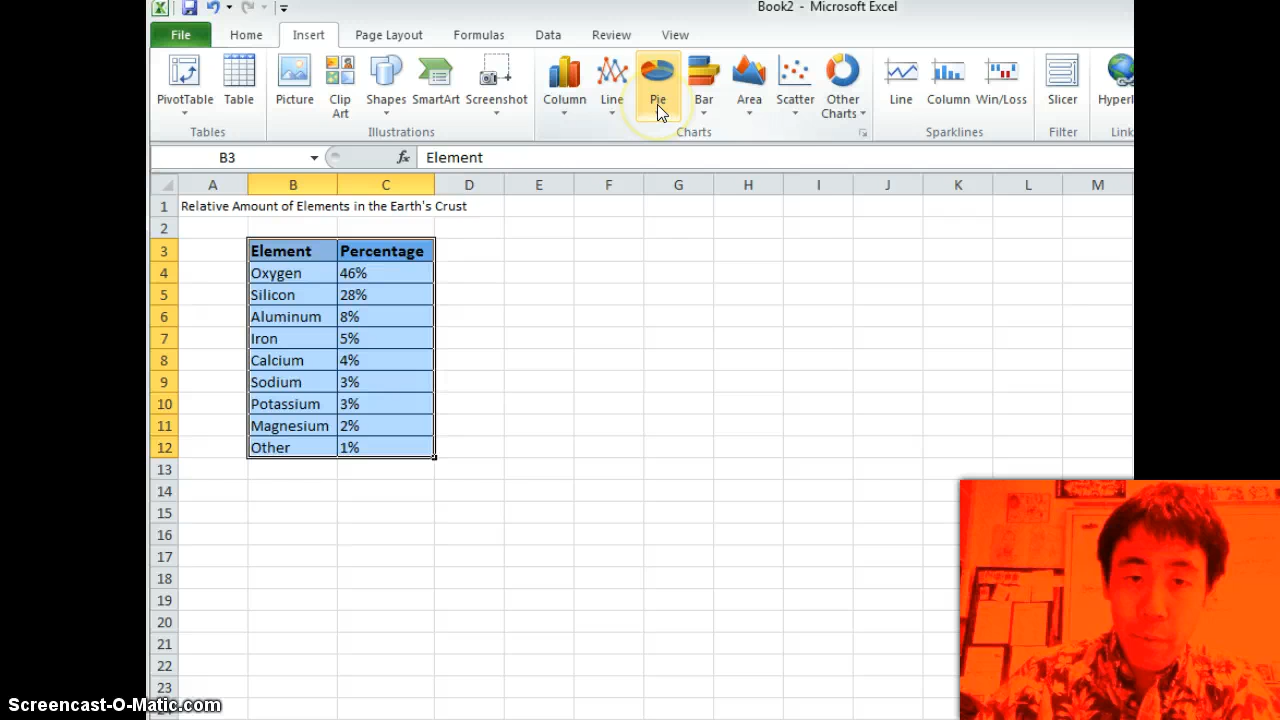 Book2 - Microsoft Excel
File Home Insert Page Layout Formulas Data Review View
PivotTable Table Picture Clip Art Shapes SmartArt Screenshot Column Line Pie Bar Area Scatter Other Charts Line Column Win/Loss Slicer Hyperl
Tables Illustrations Charts Sparklines Filter Link
B3 fx Element
A B C D E F G H I J K L M
1 Relative Amount of Elements in the Earth's Crust
2
3 Element Percentage
4 Oxygen 46%
5 Silicon 28%
6 Aluminum 8%
7 Iron 5%
8 Calcium 4%
9 Sodium 3%
10 Potassium 3%
11 Magnesium 2%
12 Other 1%
13
14
15
16
17
18
19
20
21
22
23
Screencast-O-Matic.com